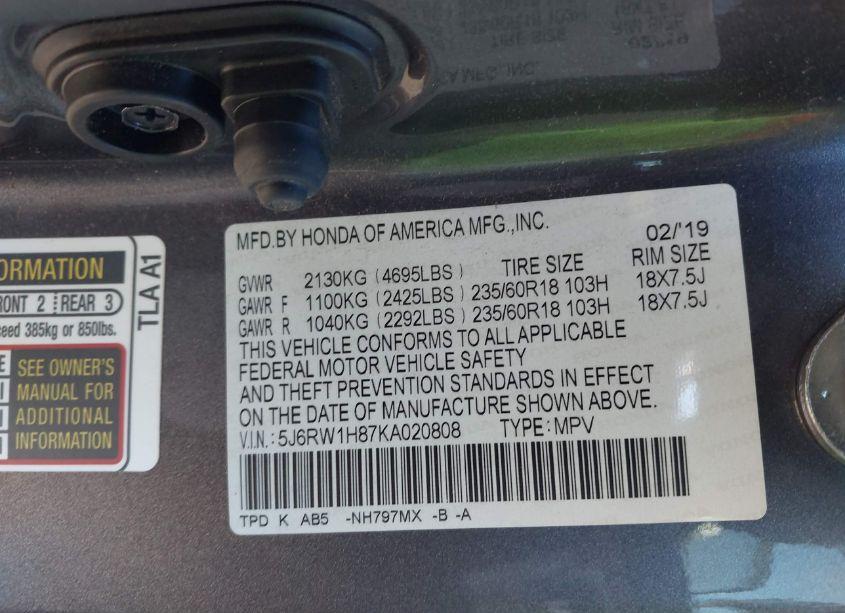 MFD.BY HONDA OF AMERICA MFG.,INC. 02/'19
GVWR 2130KG (4695LBS) TIRE SIZE RIM SIZE
GAWR F 1100KG (2425LBS) 235/60R18 103H 18X7.5J
GAWR R 1040KG (2292LBS) 235/60R18 103H 18X7.5J
THIS VEHICLE CONFORMS TO ALL APPLICABLE
FEDERAL MOTOR VEHICLE SAFETY
AND THEFT PREVENTION STANDARDS IN EFFECT
ON THE DATE OF MANUFACTURE SHOWN ABOVE.
V.I.N.: 5J6RW1H87KA020808 TYPE: MPV
TPD K AB5 -NH797MX -B -A
FRONT 2 REAR 3
385kg or 850lbs.
SEE OWNER'S
MANUAL FOR
ADDITIONAL
INFORMATION
TLA A1